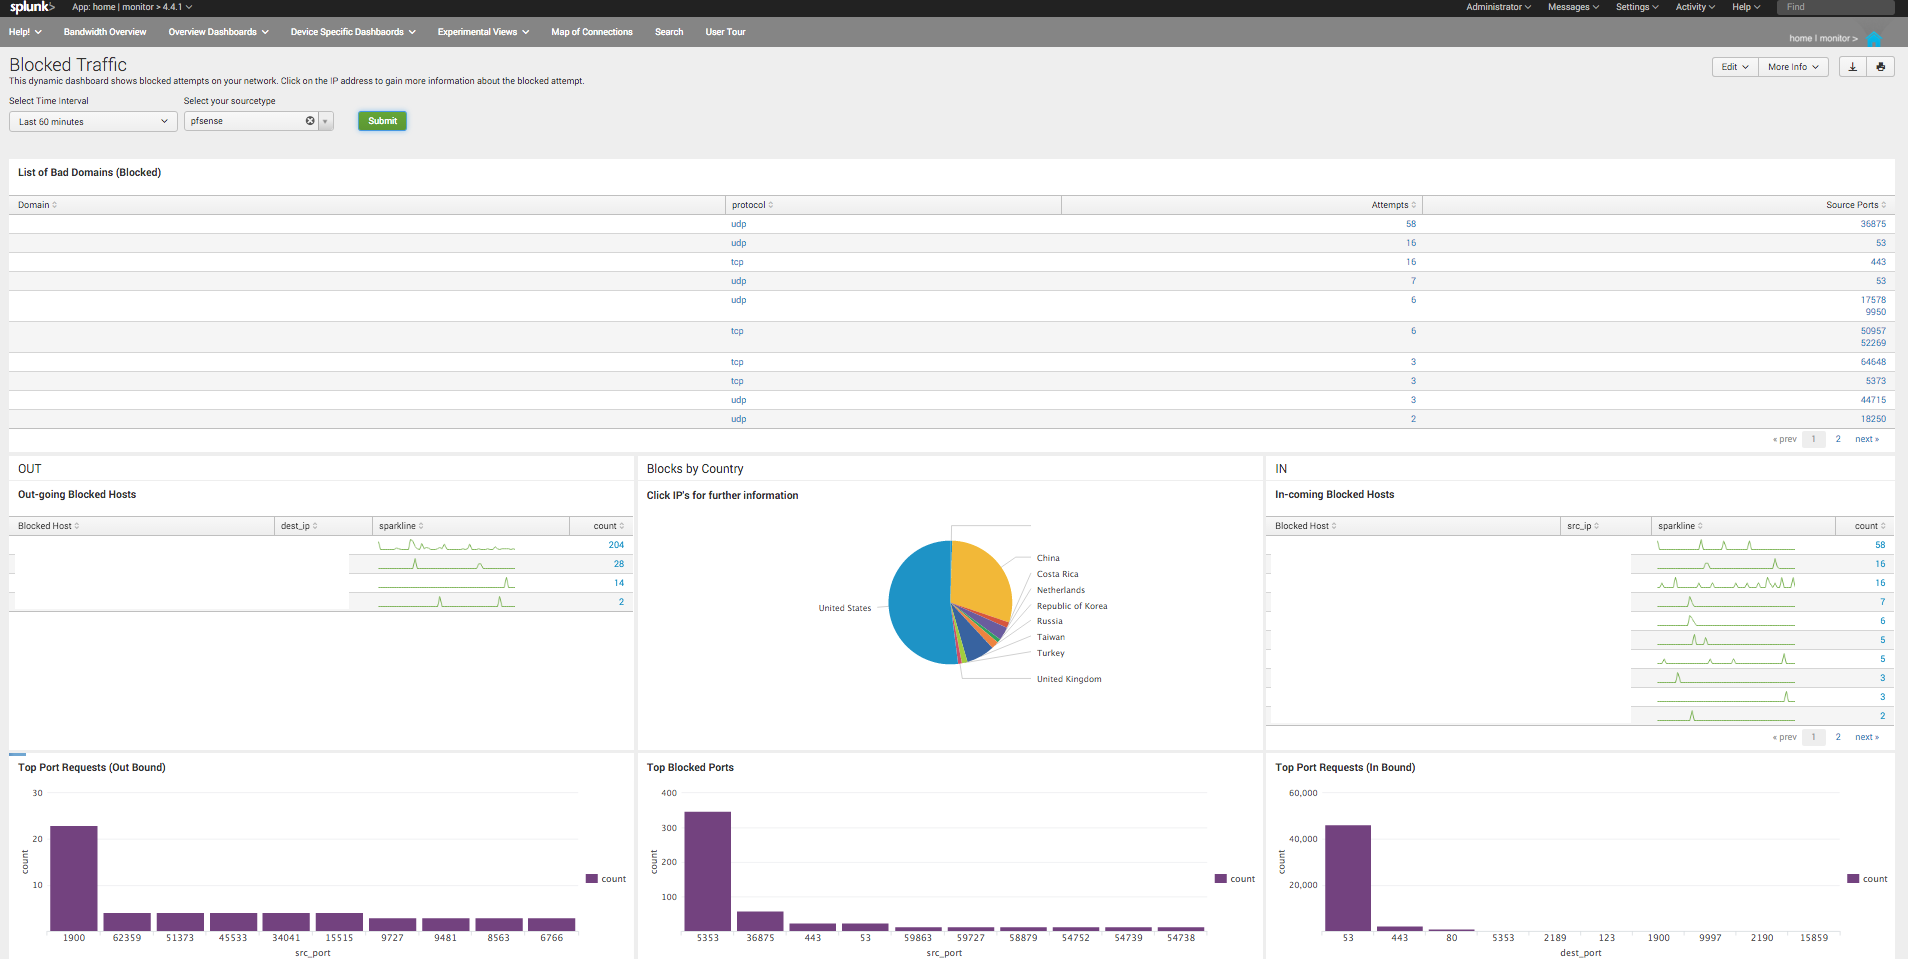 splunk> App: home | monitor > 4.4.1 Administrator Messages Settings Activity Help Find
Help! Bandwidth Overview Overview Dashboards Device Specific Dashbaords Experimental Views Map of Connections Search User Tour
home | monitor >
Blocked Traffic
Edit More Info
This dynamic dashboard shows blocked attempts on your network. Click on the IP address to gain more information about the blocked attempt.
Select Time Interval Select your sourcetype
Last 60 minutes pfsense Submit
List of Bad Domains (Blocked)
Domain protocol Attempts Source Ports
udp 58 36875
udp 16 53
tcp 16 443
udp 7 53
udp 6 17578
9950
tcp 6 50957
52269
tcp 3 64648
tcp 3 5373
udp 3 44715
udp 2 18250
« prev 1 2 next »
OUT
Out-going Blocked Hosts
Blocked Host dest_ip sparkline count
204
28
14
2
Blocks by Country
Click IP's for further information
China
Costa Rica
Netherlands
Republic of Korea
United States
Russia
Taiwan
Turkey
United Kingdom
IN
In-coming Blocked Hosts
Blocked Host src_ip sparkline count
58
16
16
7
6
5
5
3
3
2
« prev 1 2 next »
Top Port Requests (Out Bound)
30
20
10
count
count
1900 62359 51373 45533 34041 15515 9727 9481 8563 6766
src_port
Top Blocked Ports
400
300
200
100
count
count
5353 36875 443 53 59863 59727 58879 54752 54739 54738
src_port
Top Port Requests (In Bound)
60,000
40,000
20,000
count
count
53 443 80 5353 2189 123 1900 9997 2190 15859
dest_port